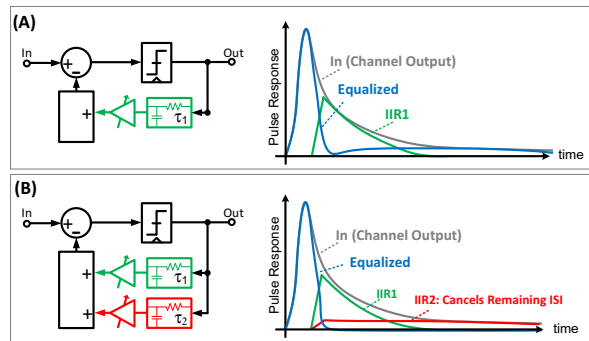 (A)
In
Out
+
−
+
τ1
Pulse Response
In (Channel Output)
Equalized
IIR1
time
(B)
In
Out
+
−
+
τ1
+
τ2
Pulse Response
In (Channel Output)
Equalized
IIR1
IIR2: Cancels Remaining ISI
time